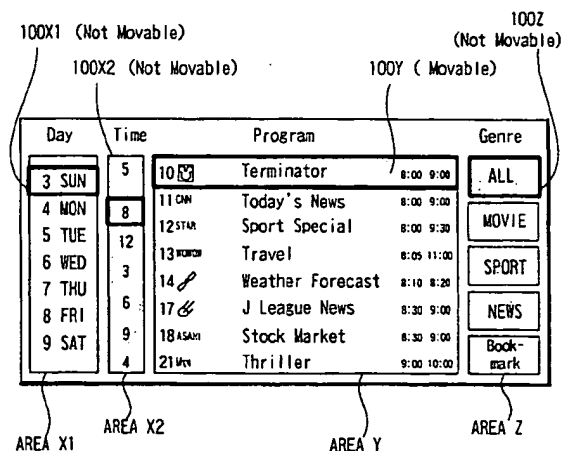 100X1 (Not Movable)
100X2 (Not Movable)
100Y ( Movable)
100Z
(Not Movable)
Day Time Program Genre
3 SUN
4 MON
5 TUE
6 WED
7 THU
8 FRI
9 SAT
5
8
12
3
6
9
4
10 Terminator 8:00 9:00
11 CNN Today's News 8:00 9:00
12 STAR Sport Special 8:00 9:30
13 WOWOW Travel 8:05 11:00
14 Weather Forecast 8:10 8:20
17 J League News 8:30 9:00
18 ASAHI Stock Market 8:30 9:00
21 Thriller 9:00 10:00
ALL
MOVIE
SPORT
NEWS
Book-
mark
AREA X1
AREA X2
AREA Y
AREA Z